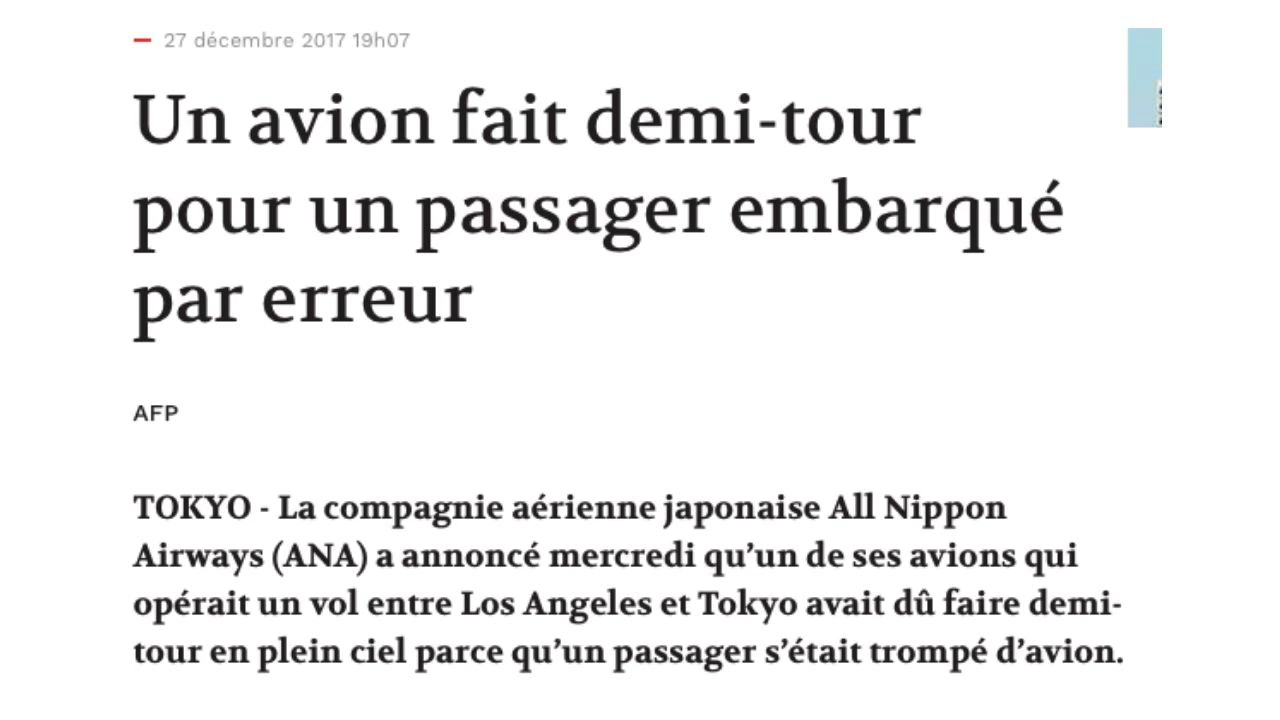 27 décembre 2017 19h07
Un avion fait demi-tour
pour un passager embarqué
par erreur
AFP
TOKYO - La compagnie aérienne japonaise All Nippon
Airways (ANA) a annoncé mercredi qu’un de ses avions qui
opérait un vol entre Los Angeles et Tokyo avait dû faire demi-
tour en plein ciel parce qu’un passager s’était trompé d’avion.